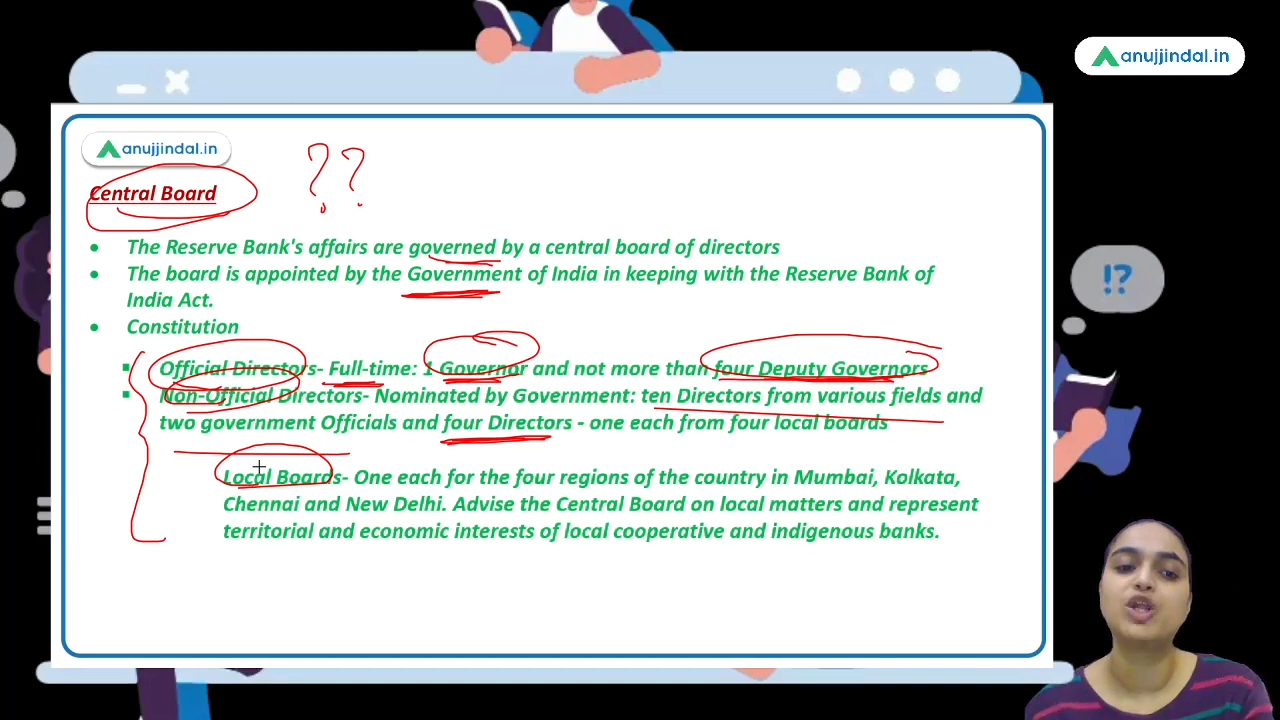 anujjindal.in
anujjindal.in
??
Central Board
• The Reserve Bank's affairs are governed by a central board of directors
• The board is appointed by the Government of India in keeping with the Reserve Bank of
India Act.
• Constitution
▪ Official Directors- Full-time: 1 Governor and not more than four Deputy Governors
▪ Non-Official Directors- Nominated by Government: ten Directors from various fields and
two government Officials and four Directors - one each from four local boards
Local Boards- One each for the four regions of the country in Mumbai, Kolkata,
Chennai and New Delhi. Advise the Central Board on local matters and represent
territorial and economic interests of local cooperative and indigenous banks.
!?